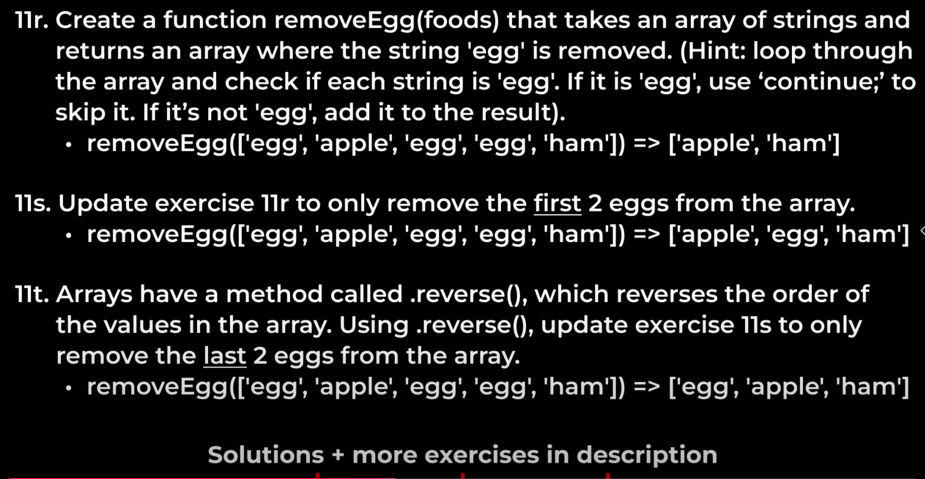 11r. Create a function removeEgg(foods) that takes an array of strings and
returns an array where the string 'egg' is removed. (Hint: loop through
the array and check if each string is 'egg'. If it is 'egg', use ‘continue;’ to
skip it. If it’s not 'egg', add it to the result).
• removeEgg(['egg', 'apple', 'egg', 'egg', 'ham']) => ['apple', 'ham']
11s. Update exercise 11r to only remove the first 2 eggs from the array.
• removeEgg(['egg', 'apple', 'egg', 'egg', 'ham']) => ['apple', 'egg', 'ham']
11t. Arrays have a method called .reverse(), which reverses the order of
the values in the array. Using .reverse(), update exercise 11s to only
remove the last 2 eggs from the array.
• removeEgg(['egg', 'apple', 'egg', 'egg', 'ham']) => ['egg', 'apple', 'ham']
Solutions + more exercises in description